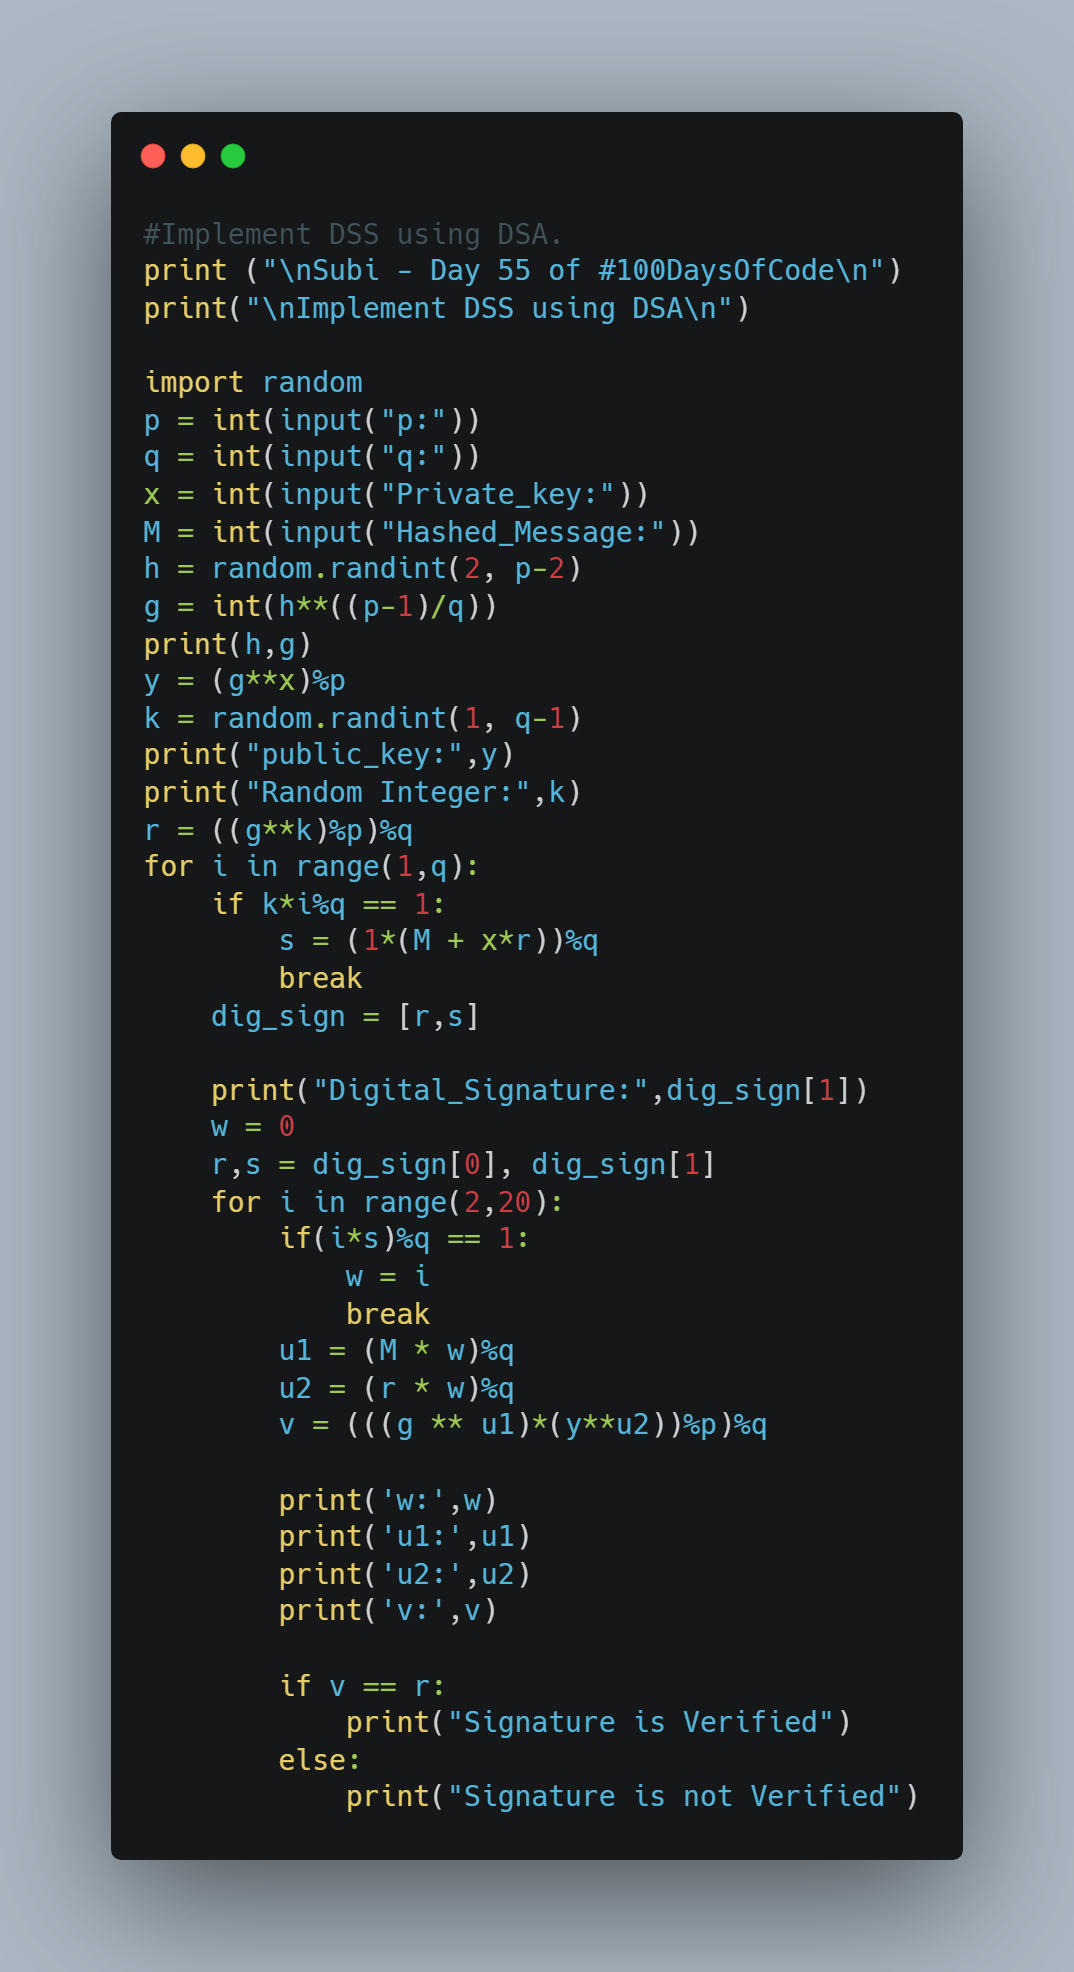 #Implement DSS using DSA.
print ("\nSubi - Day 55 of #100DaysOfCode\n")
print("\nImplement DSS using DSA\n")

import random
p = int(input("p:"))
q = int(input("q:"))
x = int(input("Private_key:"))
M = int(input("Hashed_Message:"))
h = random.randint(2, p-2)
g = int(h**((p-1)/q))
print(h,g)
y = (g**x)%p
k = random.randint(1, q-1)
print("public_key:",y)
print("Random Integer:",k)
r = ((g**k)%p)%q
for i in range(1,q):
    if k*i%q == 1:
        s = (1*(M + x*r))%q
        break
    dig_sign = [r,s]

    print("Digital_Signature:",dig_sign[1])
    w = 0
    r,s = dig_sign[0], dig_sign[1]
    for i in range(2,20):
        if(i*s)%q == 1:
            w = i
            break
        u1 = (M * w)%q
        u2 = (r * w)%q
        v = (((g ** u1)*(y**u2))%p)%q

        print('w:',w)
        print('u1:',u1)
        print('u2:',u2)
        print('v:',v)

        if v == r:
            print("Signature is Verified")
        else:
            print("Signature is not Verified")